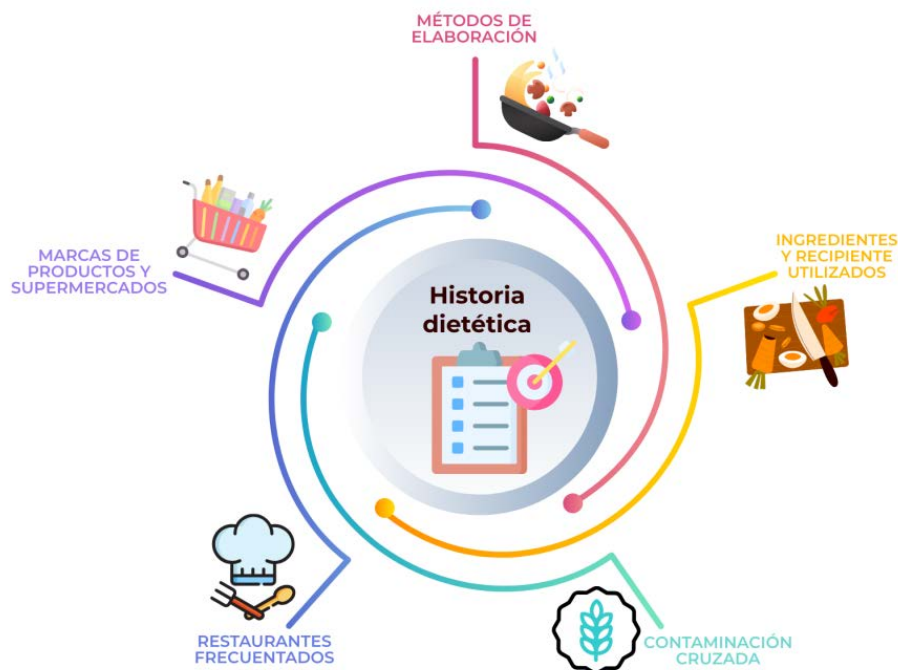 MÉTODOS DE
ELABORACIÓN
INGREDIENTES
Y RECIPIENTE
UTILIZADOS
MARCAS DE
PRODUCTOS Y
SUPERMERCADOS
Historia
dietética
RESTAURANTES
FRECUENTADOS
CONTAMINACIÓN
CRUZADA